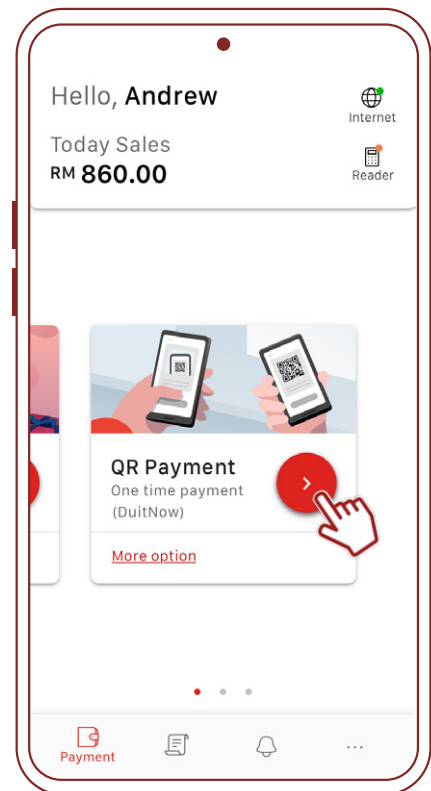 Hello, Andrew
Internet
Today Sales
RM 860.00
Reader
QR Payment
One time payment
(DuitNow)
More option
Payment